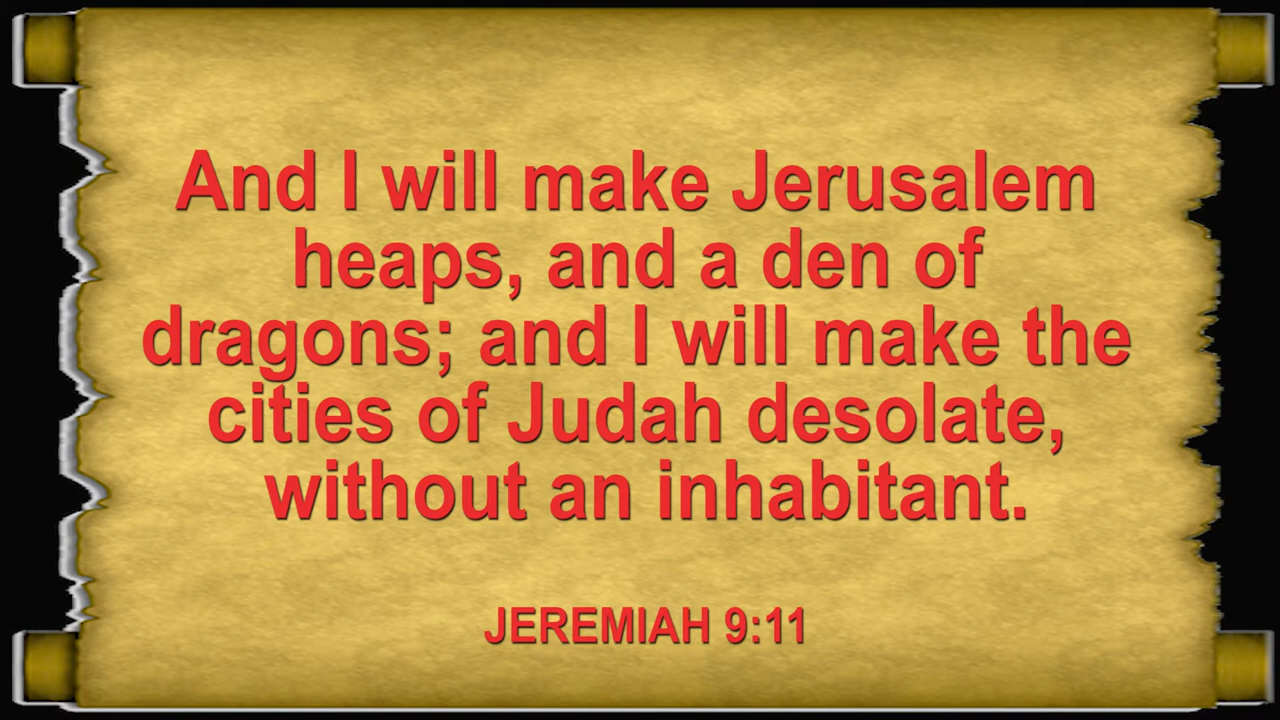 And I will make Jerusalem
heaps, and a den of
dragons; and I will make the
cities of Judah desolate,
without an inhabitant.
JEREMIAH 9:11